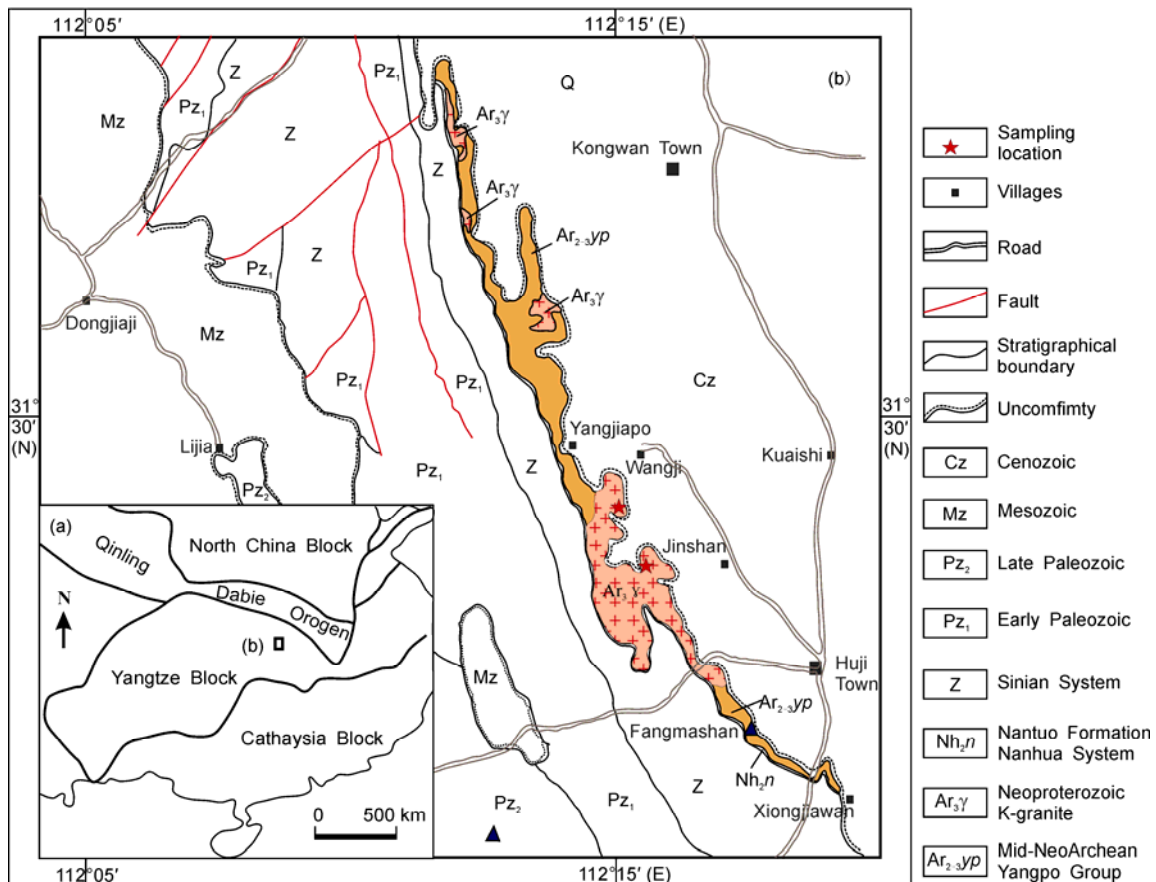 112°05′
112°15′ (E)
(b)
Q
Z
Pz₁
Pz₁
Mz
Z
Ar₃γ
Kongwan Town
Z
Ar₃γ
Ar₂₋₃yp
Pz₁
Z
Ar₃γ
Dongjiaji
Mz
Pz₁
Pz₁
Cz
31°
30′
(N)
31°
30′
(N)
Lijia
Yangjiapo
Wangji
Kuaishi
Pz₁
Z
Pz₂
Jinshan
Ar₃γ
Huji
Town
Mz
Ar₂₋₃yp
Fangmashan
Nh₂n
Z
Xiongjiawan
Pz₂
Pz₁
112°05′
112°15′ (E)
(a)
North China Block
Qinling
Dabie
Orogen
N
(b)
Yangtze Block
Cathaysia Block
0
500 km
Sampling
location
Villages
Road
Fault
Stratigraphical
boundary
Uncomfimty
Cz
Cenozoic
Mz
Mesozoic
Pz₂
Late Paleozoic
Pz₁
Early Paleozoic
Z
Sinian System
Nh₂n
Nantuo Formation
Nanhua System
Ar₃γ
Neoproterozoic
K-granite
Ar₂₋₃yp
Mid-NeoArchean
Yangpo Group